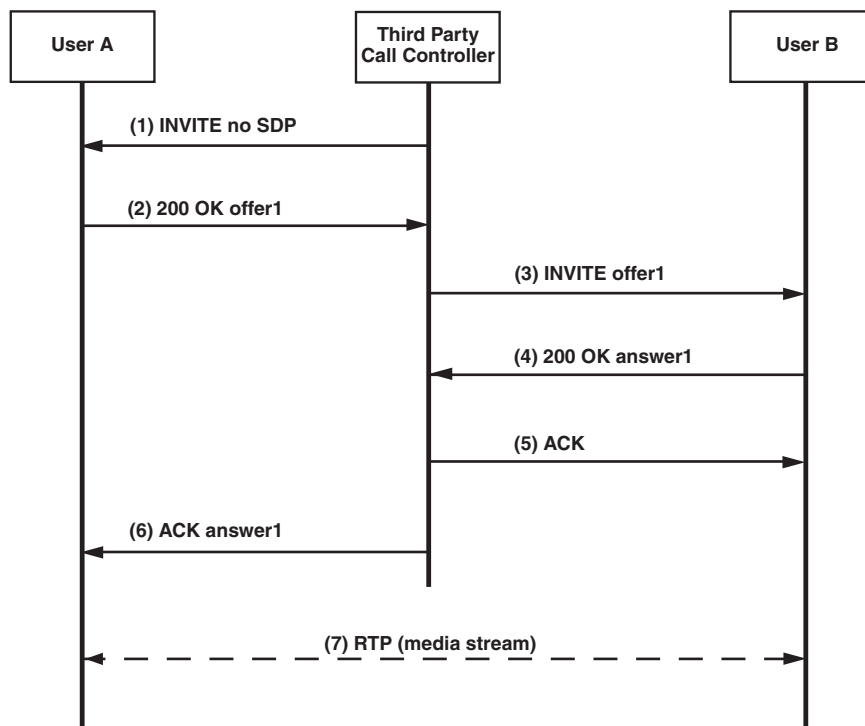 User A
Third Party
Call Controller
User B
(1) INVITE no SDP
(2) 200 OK offer1
(3) INVITE offer1
(4) 200 OK answer1
(5) ACK
(6) ACK answer1
(7) RTP (media stream)